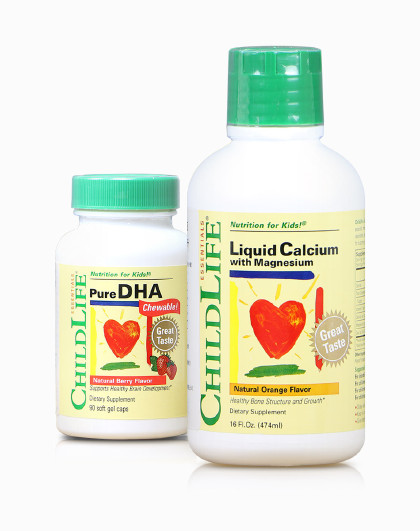 CHILDLIFE
ESSENTIALS
Nutrition for Kids!®
Pure DHA
Chewable!
Great
Taste
Natural Berry Flavor
Supports Healthy Brain Development*
Dietary Supplement
90 soft gel caps
CHILDLIFE®
ESSENTIALS
Nutrition for Kids!®
Liquid Calcium
with Magnesium
Great
Taste
Natural Orange Flavor
Healthy Bone Structure and Growth*
Dietary Supplement
16 Fl. Oz. (474ml)